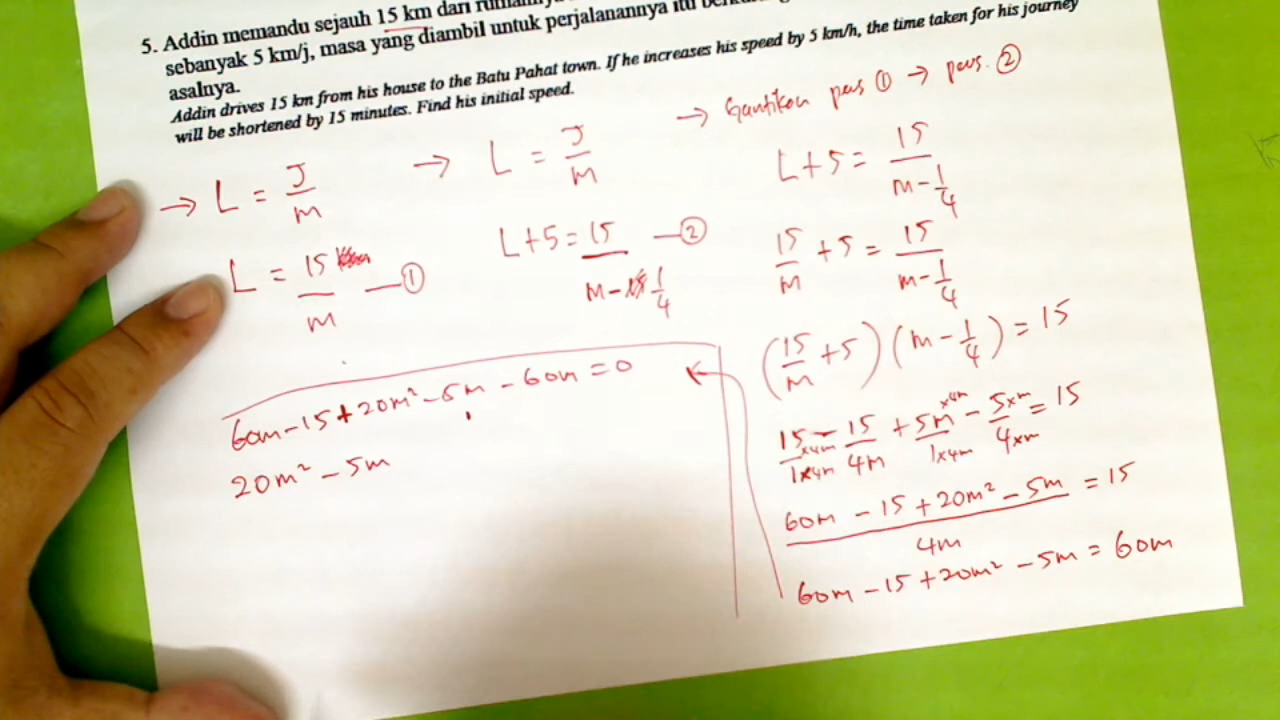 5. Addin memandu sejauh 15 km dari
sebanyak 5 km/j, masa yang diambil untuk perjalanannya itu
asalnya.
Addin drives 15 km from his house to the Batu Pahat town. If he increases his speed by 5 km/h, the time taken for his journey
will be shortened by 15 minutes. Find his initial speed.
→ L = J/m
L = 15/m —①
→ L = J/m
L+5 = 15/(m - 1/4) —②
→ Gantikan pers ① → pers. ②
L+5 = 15/(m - 1/4)
15/m + 5 = 15/(m - 1/4)
(15/m + 5)(m - 1/4) = 15
15×4m/1×4m - 15/4m + 5m×4m/1×4m - 5×m/4×m = 15
(60m - 15 + 20m² - 5m)/4m = 15
60m - 15 + 20m² - 5m = 60m
60m - 15 + 20m² - 5m - 60m = 0
20m² - 5m